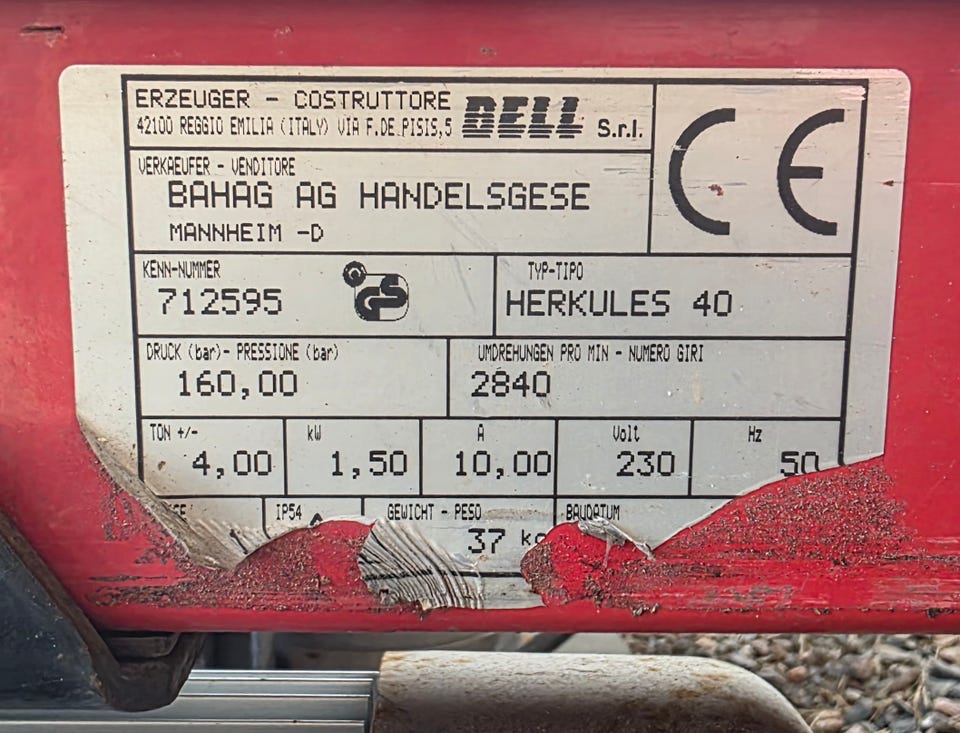 ERZEUGER - COSTRUTTORE BELL S.r.l.
42100 REGGIO EMILIA (ITALY) VIA F.DE.PISIS,5
CE
VERKAEUFER - VENDITORE
BAHAG AG HANDELSGESE
MANNHEIM -D
KENN-NUMMER
712595
GS
TYP-TIPO
HERKULES 40
DRUCK (bar)- PRESSIONE (bar)
160,00
UMDREHUNGEN PRO MIN - NUMERO GIRI
2840
TON +/- kW A Volt Hz
4,00 1,50 10,00 230 50
IP54 GEWICHT - PESO BAUDATUM
37 kg